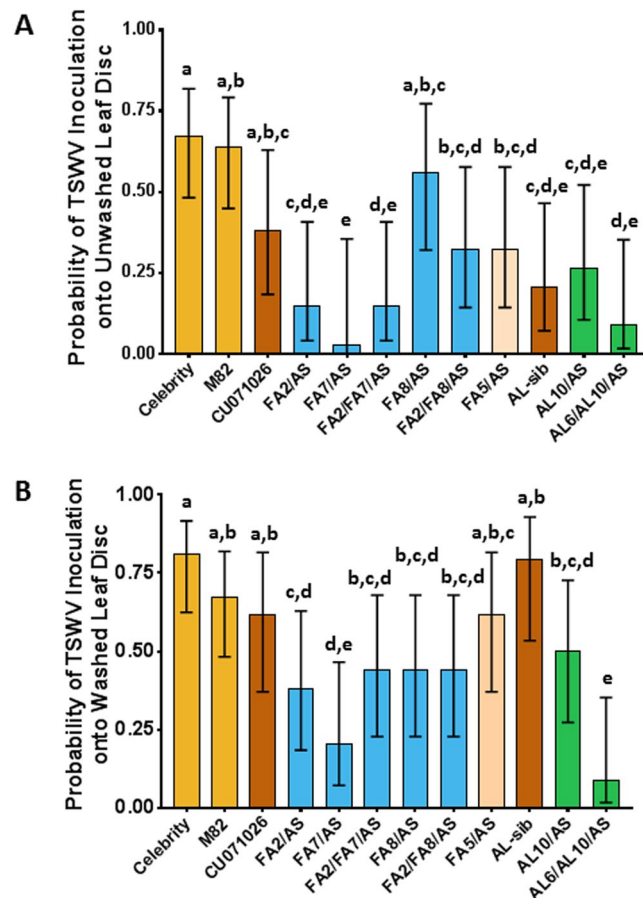 A
Probability of TSWV Inoculation
onto Unwashed Leaf Disc
1.00
0.75
0.50
0.25
0.00
a
a,b
a,b,c
c,d,e
e
d,e
a,b,c
b,c,d
b,c,d
c,d,e
c,d,e
d,e
Celebrity
M82
CU071026
FA2/AS
FA7/AS
FA2/FA7/AS
FA8/AS
FA2/FA8/AS
FA5/AS
AL-sib
AL10/AS
AL6/AL10/AS
B
Probability of TSWV Inoculation
onto Washed Leaf Disc
1.00
0.75
0.50
0.25
0.00
a
a,b
a,b
c,d
d,e
b,c,d
b,c,d
b,c,d
a,b,c
a,b
b,c,d
e
Celebrity
M82
CU071026
FA2/AS
FA7/AS
FA2/FA7/AS
FA8/AS
FA2/FA8/AS
FA5/AS
AL-sib
AL10/AS
AL6/AL10/AS